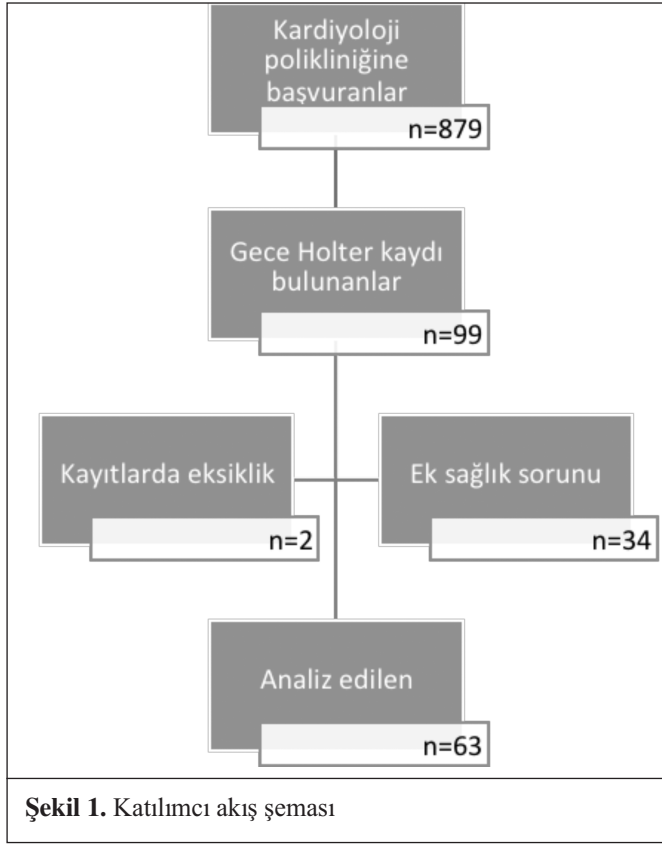 Kardiyoloji
polikliniğine
başvuranlar
n=879
Gece Holter kaydı
bulunanlar
n=99
Kayıtlarda eksiklik
n=2
Ek sağlık sorunu
n=34
Analiz edilen
n=63
Şekil 1. Katılımcı akış şeması